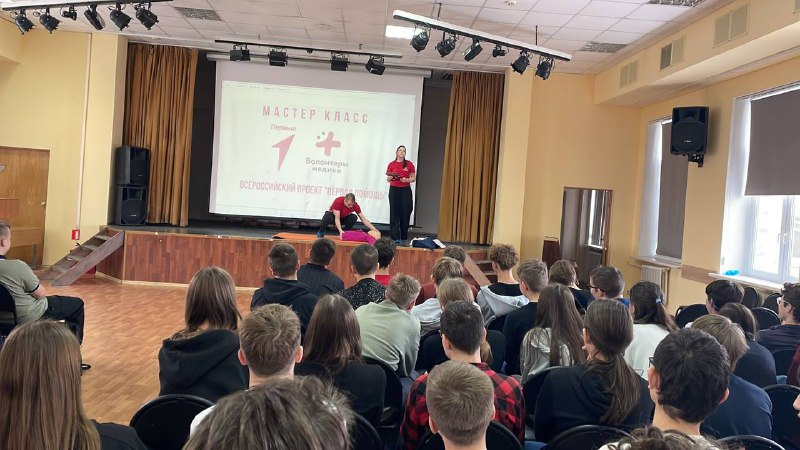 МАСТЕР КЛАСС
Первые
Волонтеры
медики
ВСЕРОССИЙСКИЙ ПРОЕКТ "ПЕРВАЯ ПОМОЩЬ"